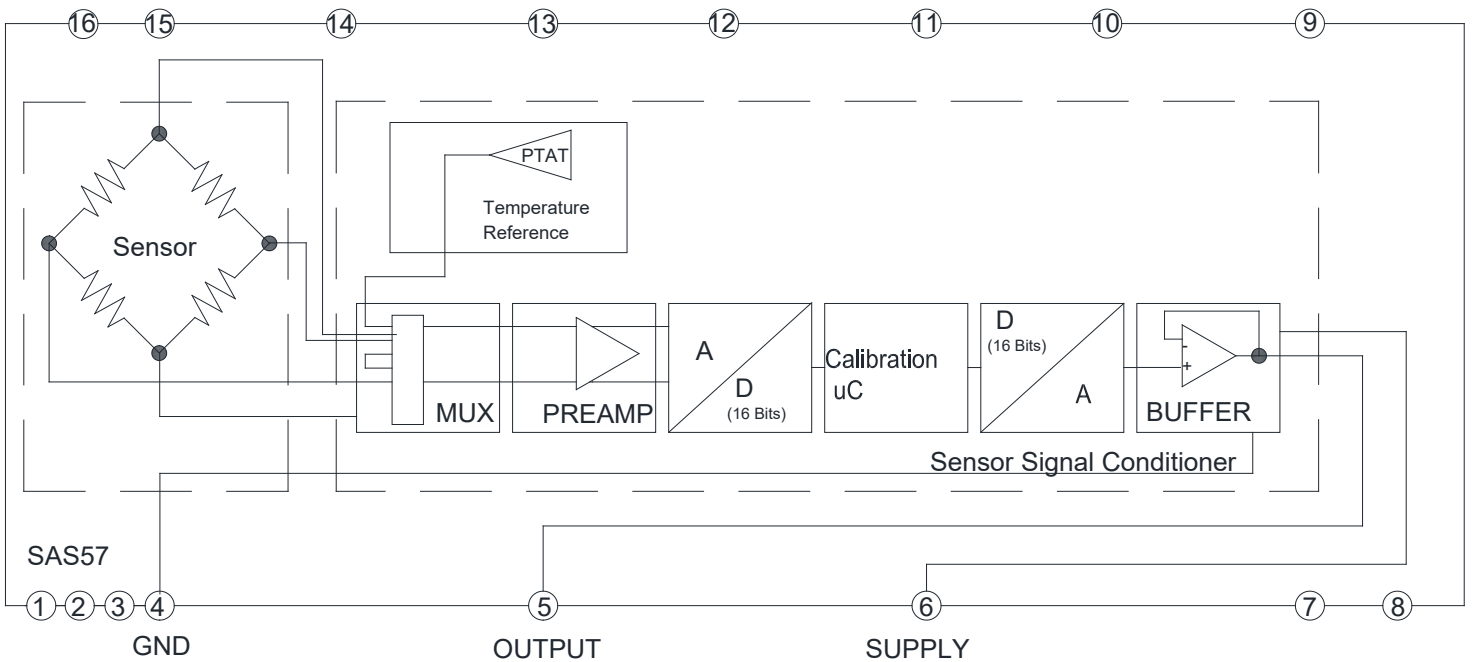 16 15 14 13 12 11 10 9
PTAT
Temperature
Reference
Sensor
A
D
(16 Bits)
Calibration
uC
D
(16 Bits)
A
-
+
MUX
PREAMP
BUFFER
Sensor Signal Conditioner
SAS57
1 2 3 4 5 6 7 8
GND
OUTPUT
SUPPLY